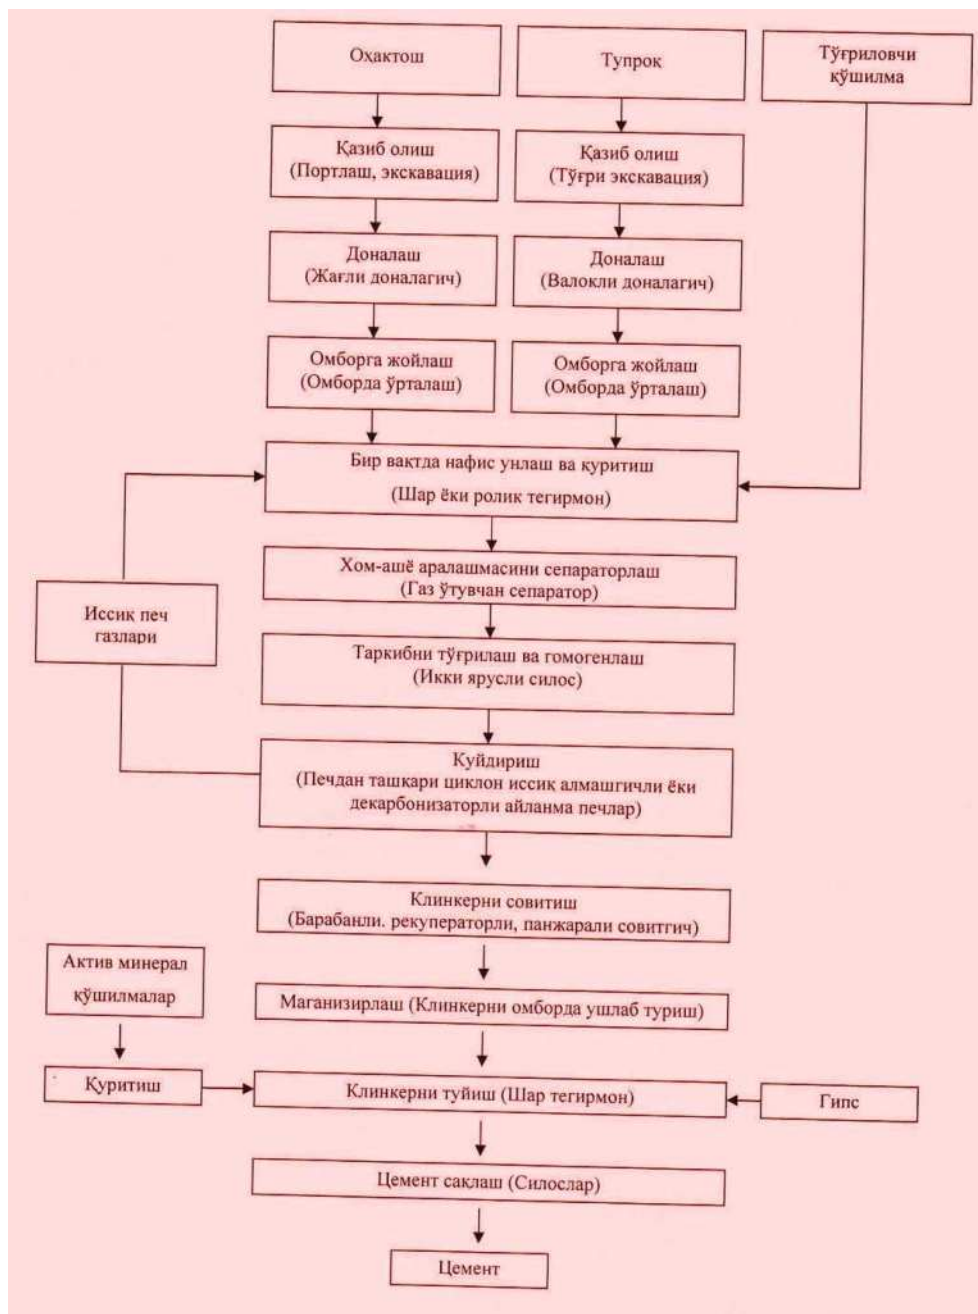 Оҳактош
Тупроқ
Тўғриловчи
қўшилма
Қазиб олиш
(Портлаш, экскавация)
Қазиб олиш
(Тўғри экскавация)
Доналаш
(Жағли доналагич)
Доналаш
(Валокли доналагич)
Омборга жойлаш
(Омборда ўрталаш)
Омборга жойлаш
(Омборда ўрталаш)
Бир вақтда нафис унлаш ва қуритиш
(Шар ёки ролик тегирмон)
Хом-ашё аралашмасини сепараторлаш
(Газ ўтувчан сепаратор)
Иссиқ печ
газлари
Таркибни тўғрилаш ва гомогенлаш
(Икки ярусли силос)
Куйдириш
(Печдан ташқари циклон иссиқ алмашгичли ёки
декарбонизаторли айланма печлар)
Клинкерни совитиш
(Барабанли. рекуператорли, панжарали совитгич)
Актив минерал
қўшилмалар
Маганизирлаш (Клинкерни омборда ушлаб туриш)
Қуритиш
Клинкерни туйиш (Шар тегирмон)
Гипс
Цемент сақлаш (Силослар)
Цемент